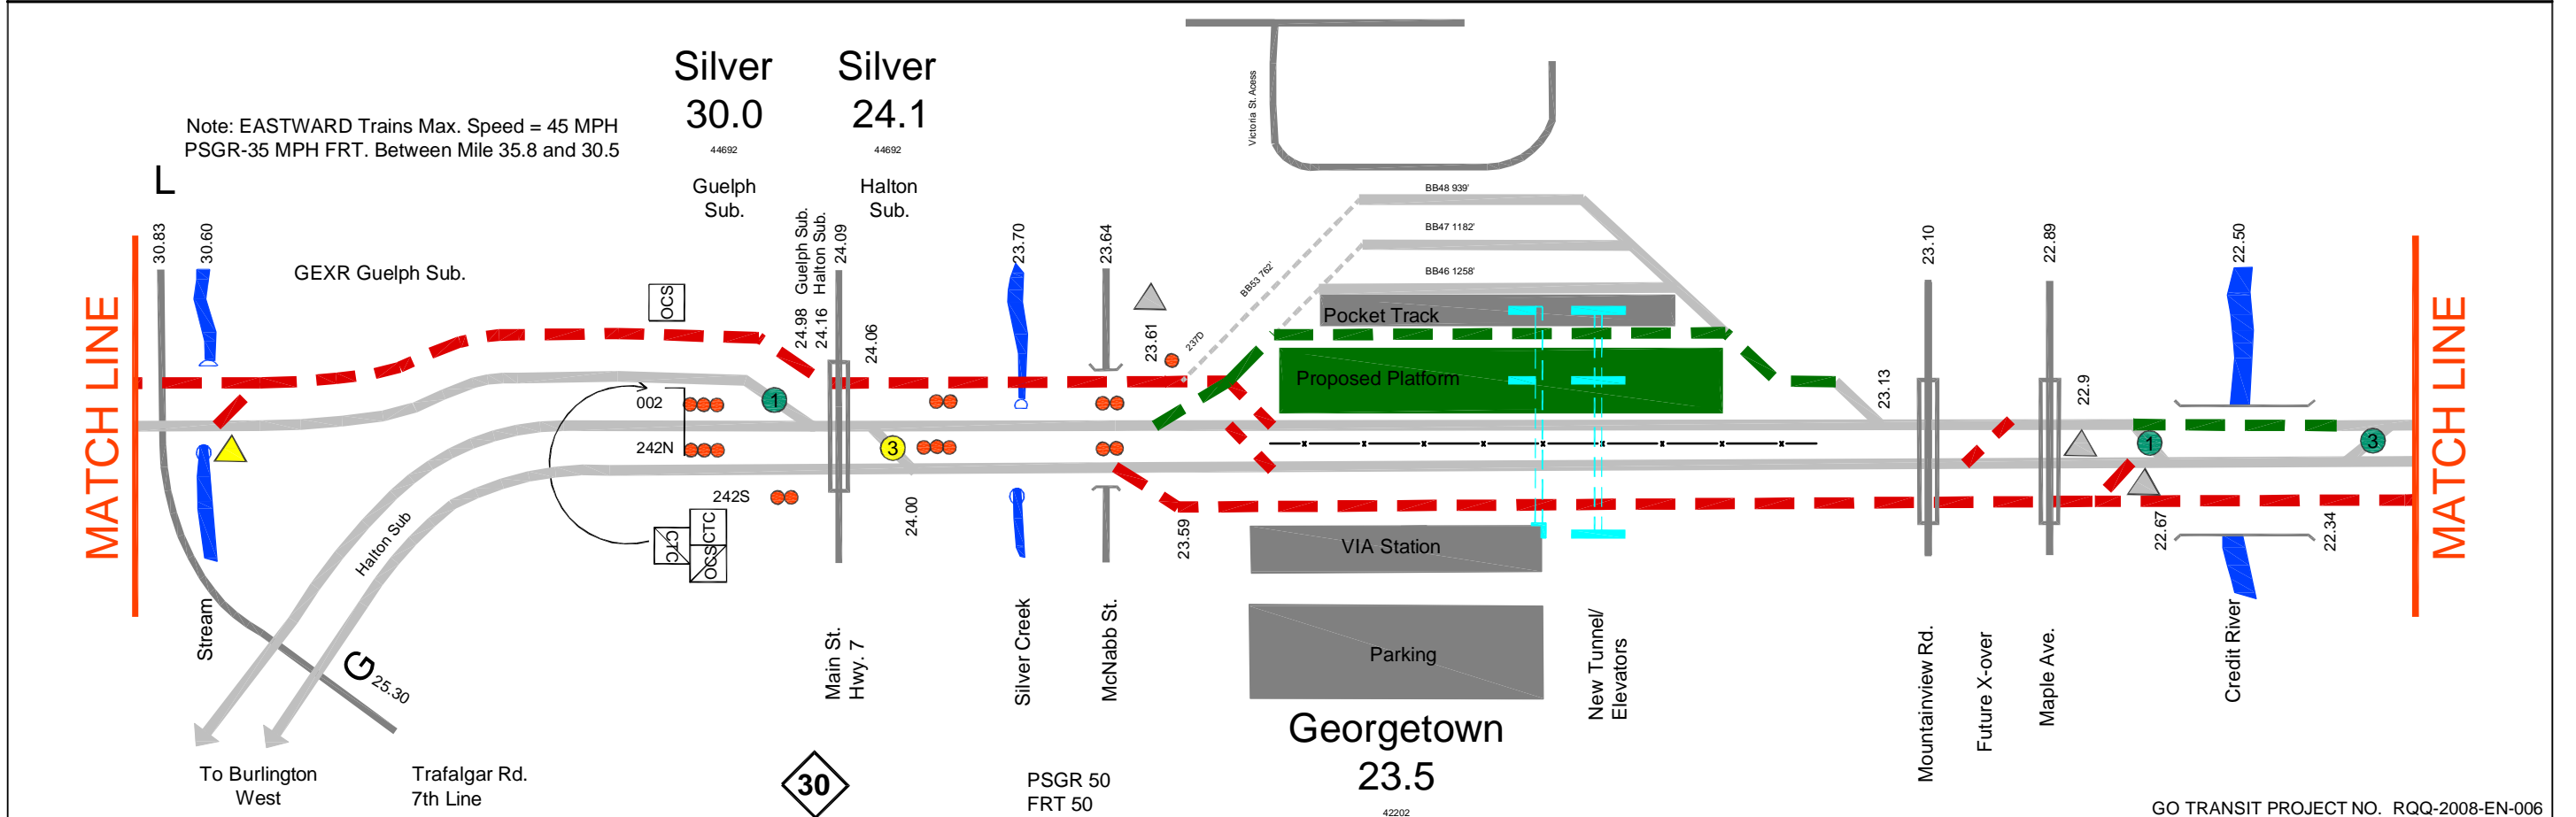 Silver
30.0
44692
Guelph
Sub.
Silver
24.1
44692
Halton
Sub.
Note: EASTWARD Trains Max. Speed = 45 MPH
PSGR-35 MPH FRT. Between Mile 35.8 and 30.5
L
30.83
30.60
GEXR Guelph Sub.
OCS
24.98 Guelph Sub.
24.16 Halton Sub.
24.09
24.06
23.70
23.64
23.61
237D
Victoria St. Acess
BB48 939'
BB47 1182'
BB46 1258'
BB53 762'
Pocket Track
Proposed Platform
23.13
23.10
22.89
22.9
22.50
MATCH LINE
MATCH LINE
002
242N
242S
1
3
1
3
CTC
CTC
OCS
24.00
23.59
22.67
22.34
VIA Station
Parking
Halton Sub
Stream
G
25.30
Main St.
Hwy. 7
Silver Creek
McNabb St.
New Tunnel/
Elevators
Mountainview Rd.
Future X-over
Maple Ave.
Credit River
To Burlington
West
Trafalgar Rd.
7th Line
30
PSGR 50
FRT 50
Georgetown
23.5
42202
GO TRANSIT PROJECT NO. RQQ-2008-EN-006